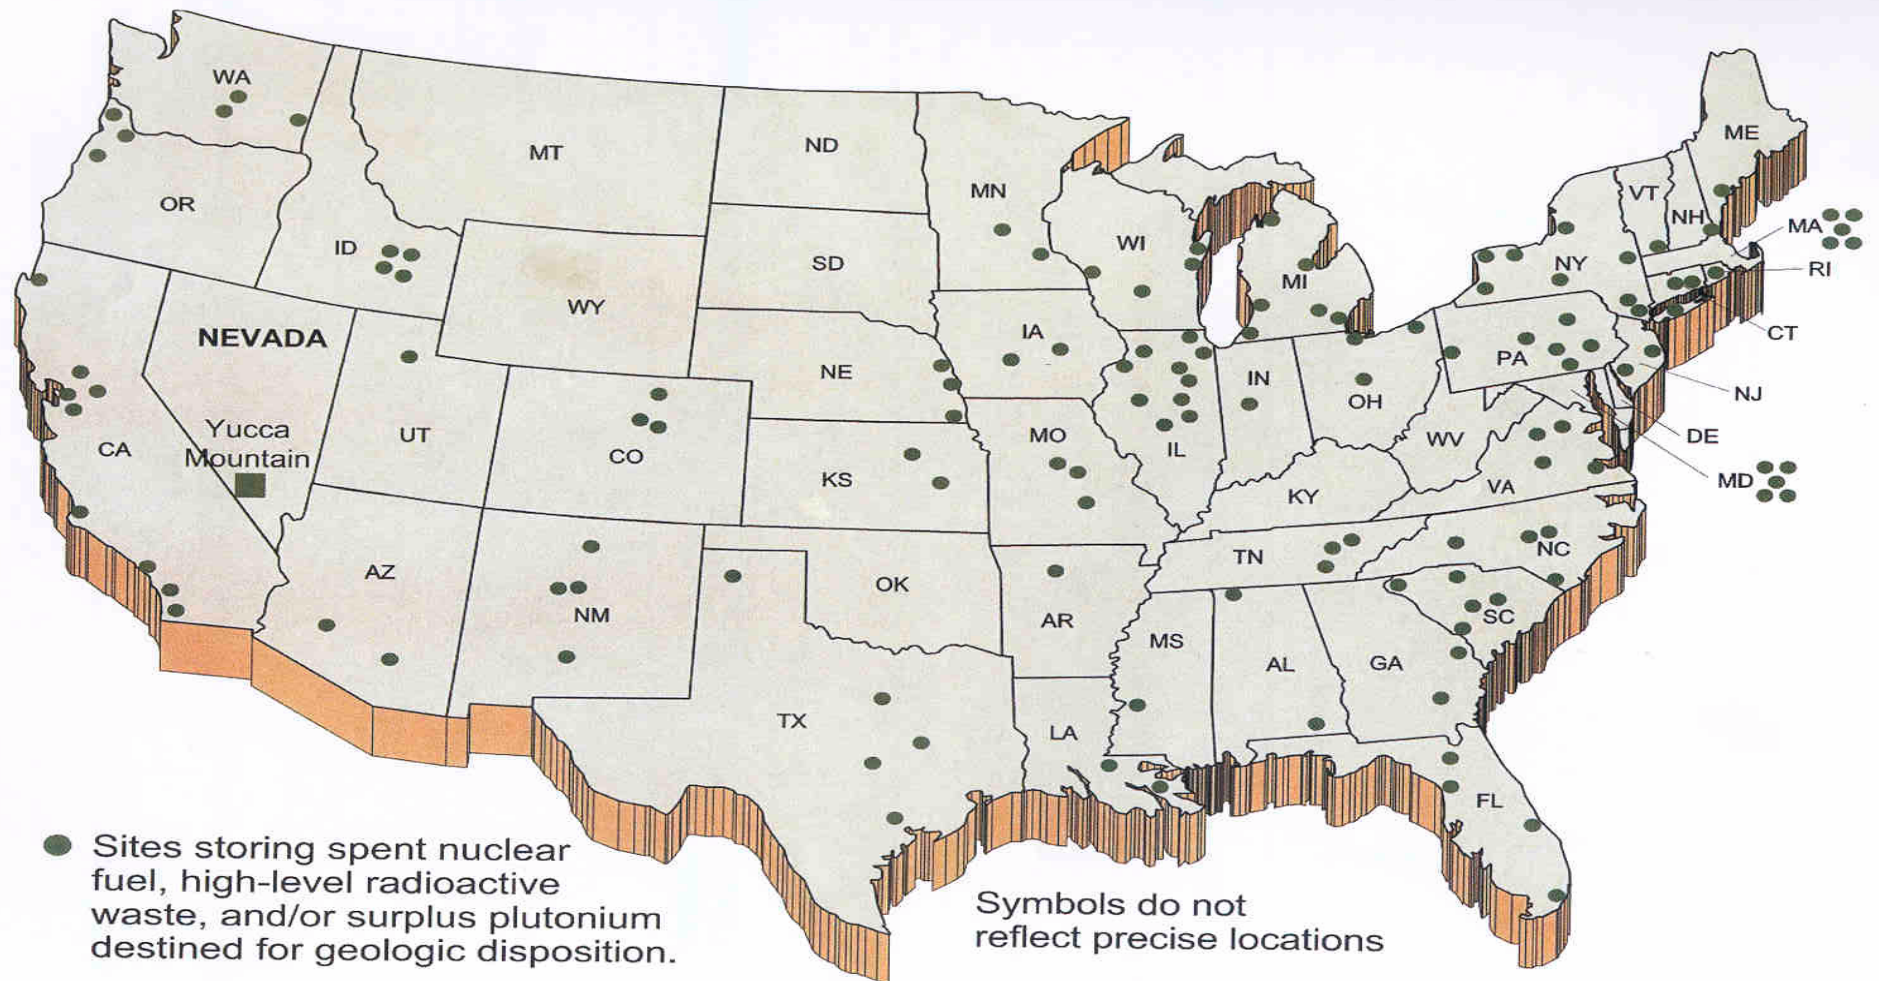 WA
ME
MT
ND
VT
MN
OR
NH
MA
WI
ID
NY
SD
RI
MI
WY
NEVADA
IA
CT
PA
NE
IN
NJ
OH
Yucca
Mountain
UT
MO
DE
WV
CA
CO
IL
KS
MD
VA
KY
NC
TN
AZ
OK
NM
SC
AR
MS
AL
GA
TX
LA
FL
Sites storing spent nuclear
fuel, high-level radioactive
waste, and/or surplus plutonium
destined for geologic disposition.
Symbols do not
reflect precise locations